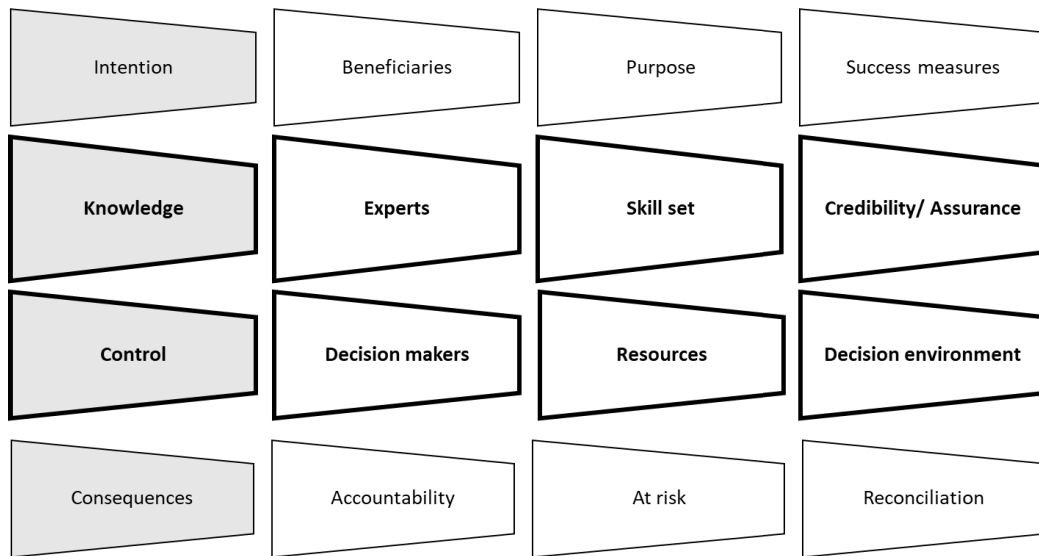 Intention
Beneficiaries
Purpose
Success measures
Knowledge
Experts
Skill set
Credibility/ Assurance
Control
Decision makers
Resources
Decision environment
Consequences
Accountability
At risk
Reconciliation